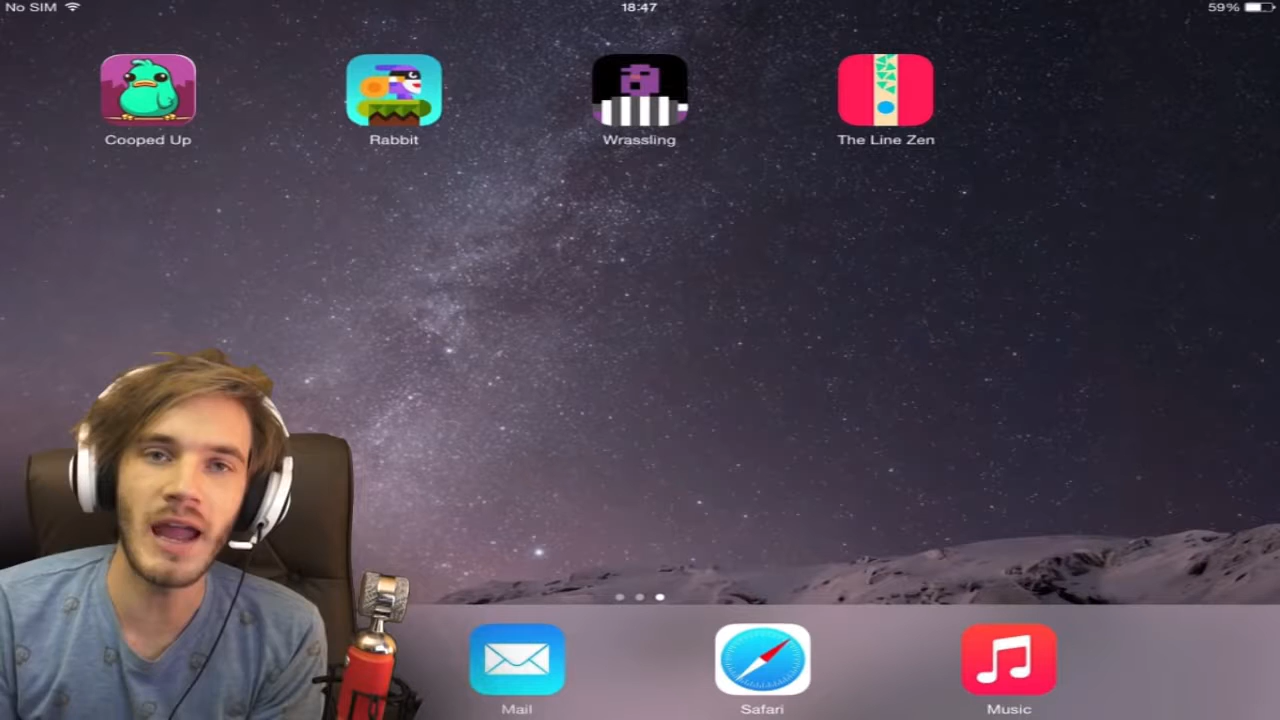 No SIM 18:47 59%
Cooped Up Rabbit Wrassling The Line Zen
Mail Safari Music